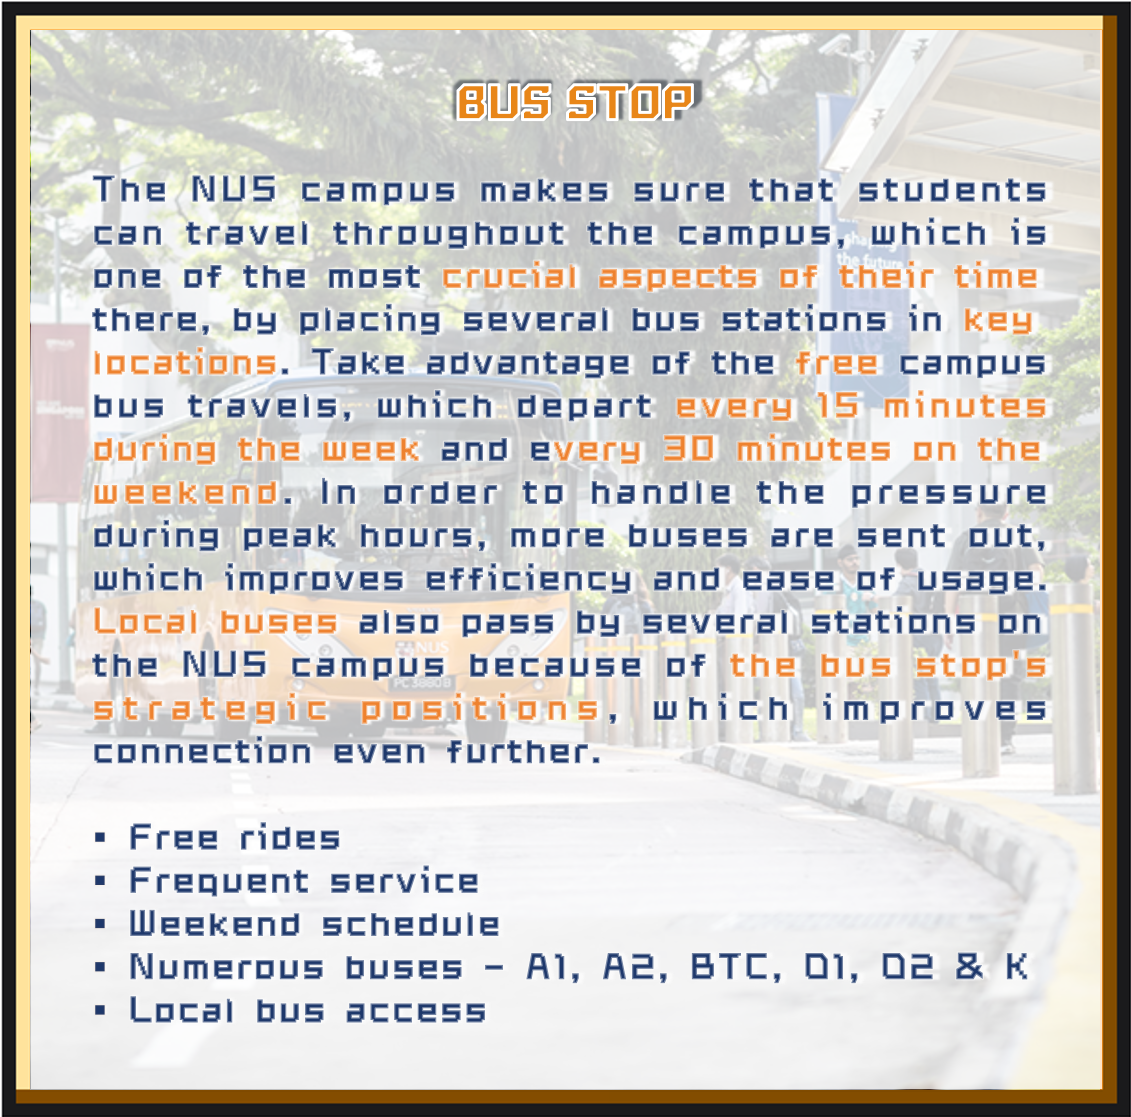 BUS STOP
The NUS campus makes sure that students
can travel throughout the campus, which is
one of the most crucial aspects of their time
there, by placing several bus stations in key
locations. Take advantage of the free campus
bus travels, which depart every 15 minutes
during the week and every 30 minutes on the
weekend. In order to handle the pressure
during peak hours, more buses are sent out,
which improves efficiency and ease of usage.
Local buses also pass by several stations on
the NUS campus because of the bus stop's
strategic positions, which improves
connection even further.
▪ Free rides
▪ Frequent service
▪ Weekend schedule
▪ Numerous buses – A1, A2, BTC, D1, D2 & K
▪ Local bus access
the future
NUS